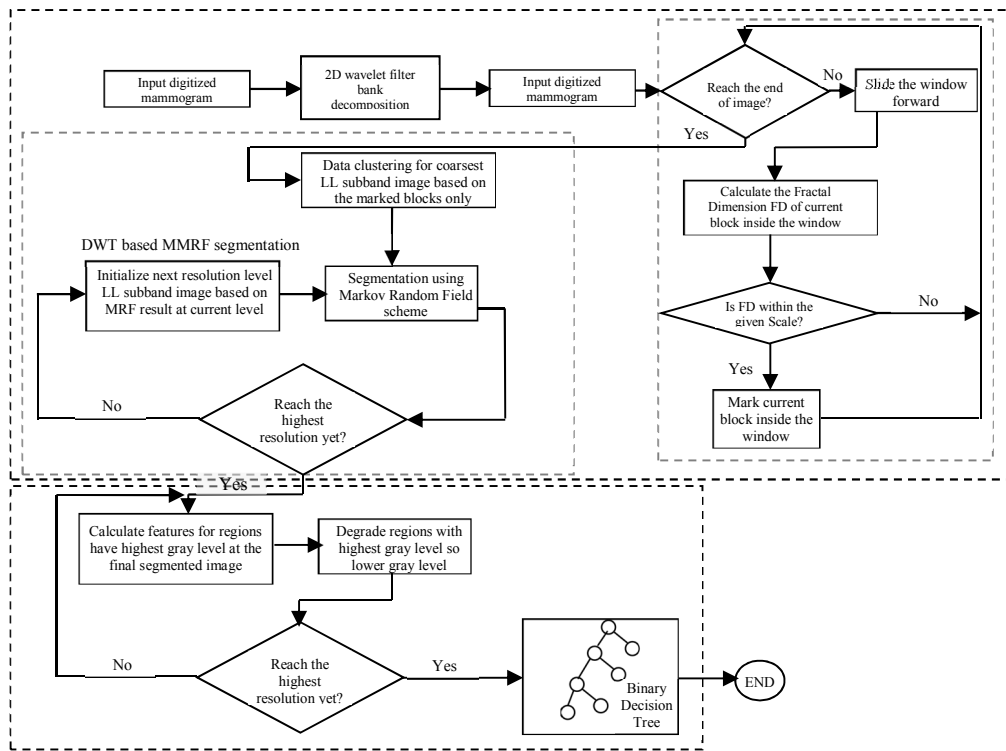 Input digitized
mammogram
2D wavelet filter
bank
decomposition
Input digitized
mammogram
Reach the end
of image?
No
Slide the window
forward
Yes
Calculate the Fractal
Dimension FD of current
block inside the window
Is FD within the
given Scale?
No
Yes
Mark current
block inside the
window
Data clustering for coarsest
LL subband image based on
the marked blocks only
DWT based MMRF segmentation
Initialize next resolution level
LL subband image based on
MRF result at current level
Segmentation using
Markov Random Field
scheme
Reach the
highest
resolution yet?
No
Yes
Calculate features for regions
have highest gray level at the
final segmented image
Degrade regions with
highest gray level so
lower gray level
Reach the
highest
resolution yet?
No
Yes
Binary
Decision
Tree
END